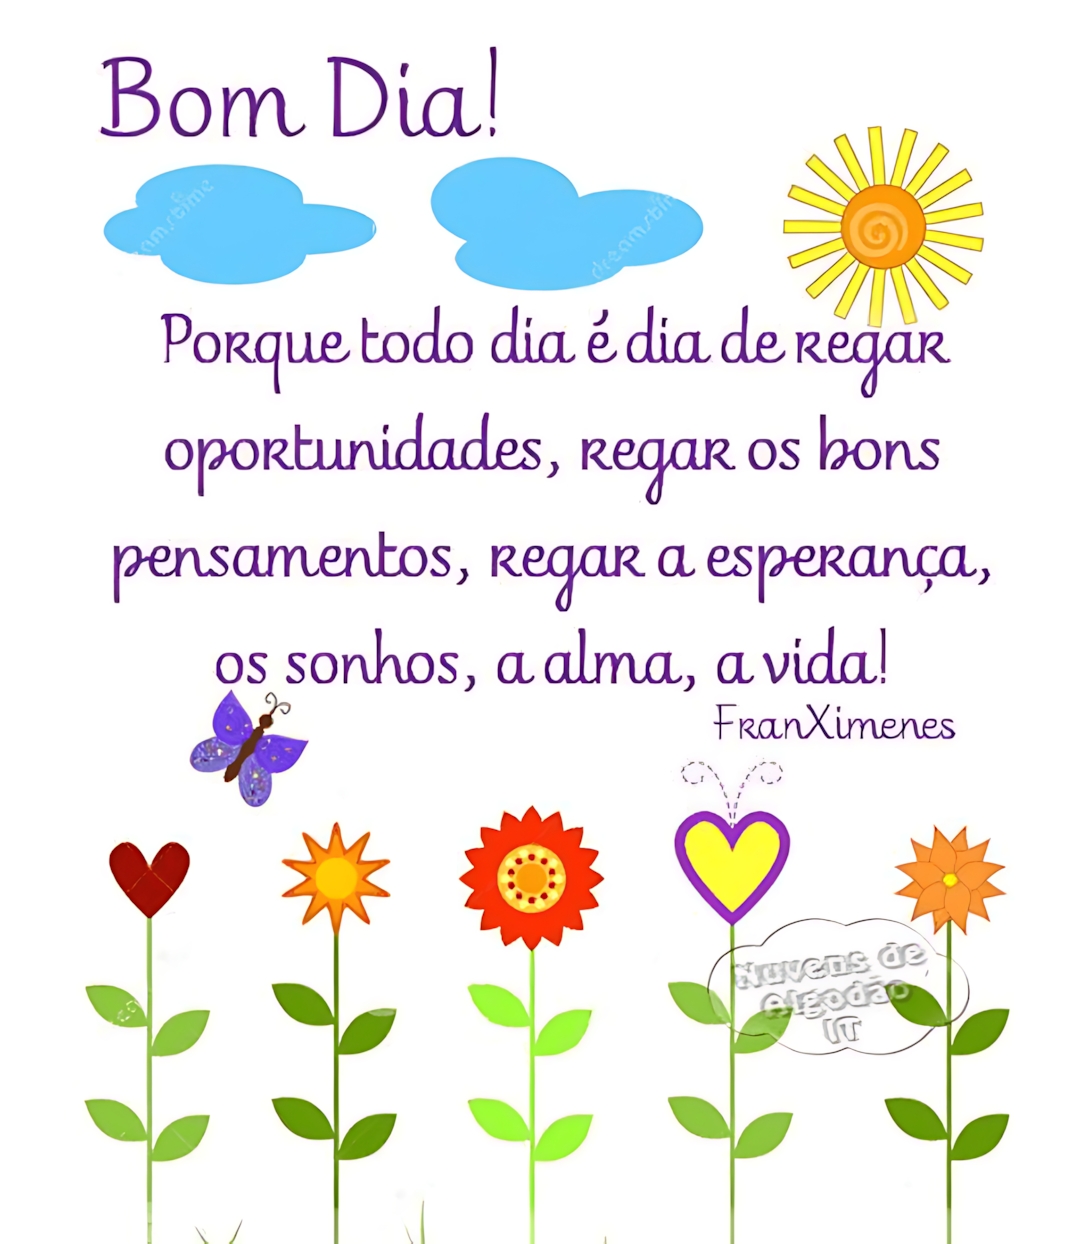 Bom Dia!
Porque todo dia é dia de regar
oportunidades, regar os bons
pensamentos, regar a esperança,
os sonhos, a alma, a vida!
FranXimenes
Nuvens de
Algodão
IT